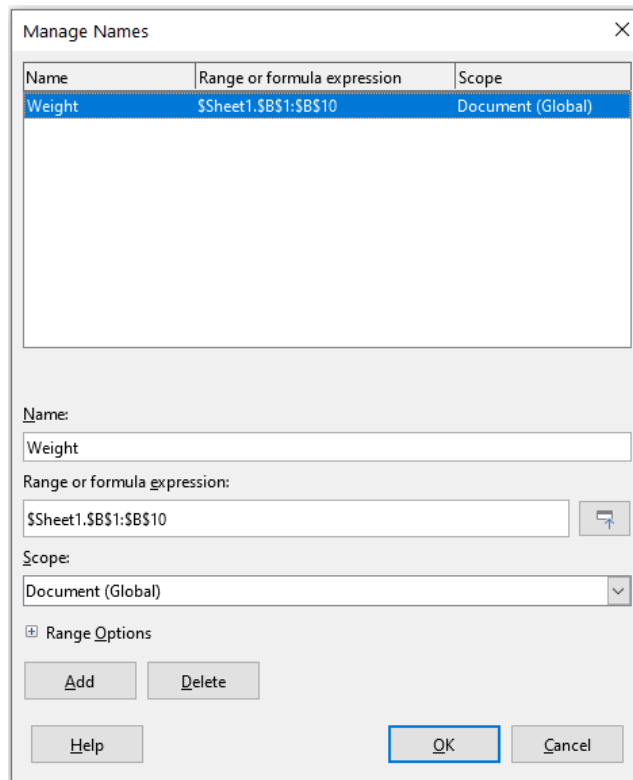 Manage Names
Name Range or formula expression Scope
Weight $Sheet1.$B$1:$B$10 Document (Global)
Name:
Weight
Range or formula expression:
$Sheet1.$B$1:$B$10
Scope:
Document (Global)
Range Options
Add Delete
Help OK Cancel